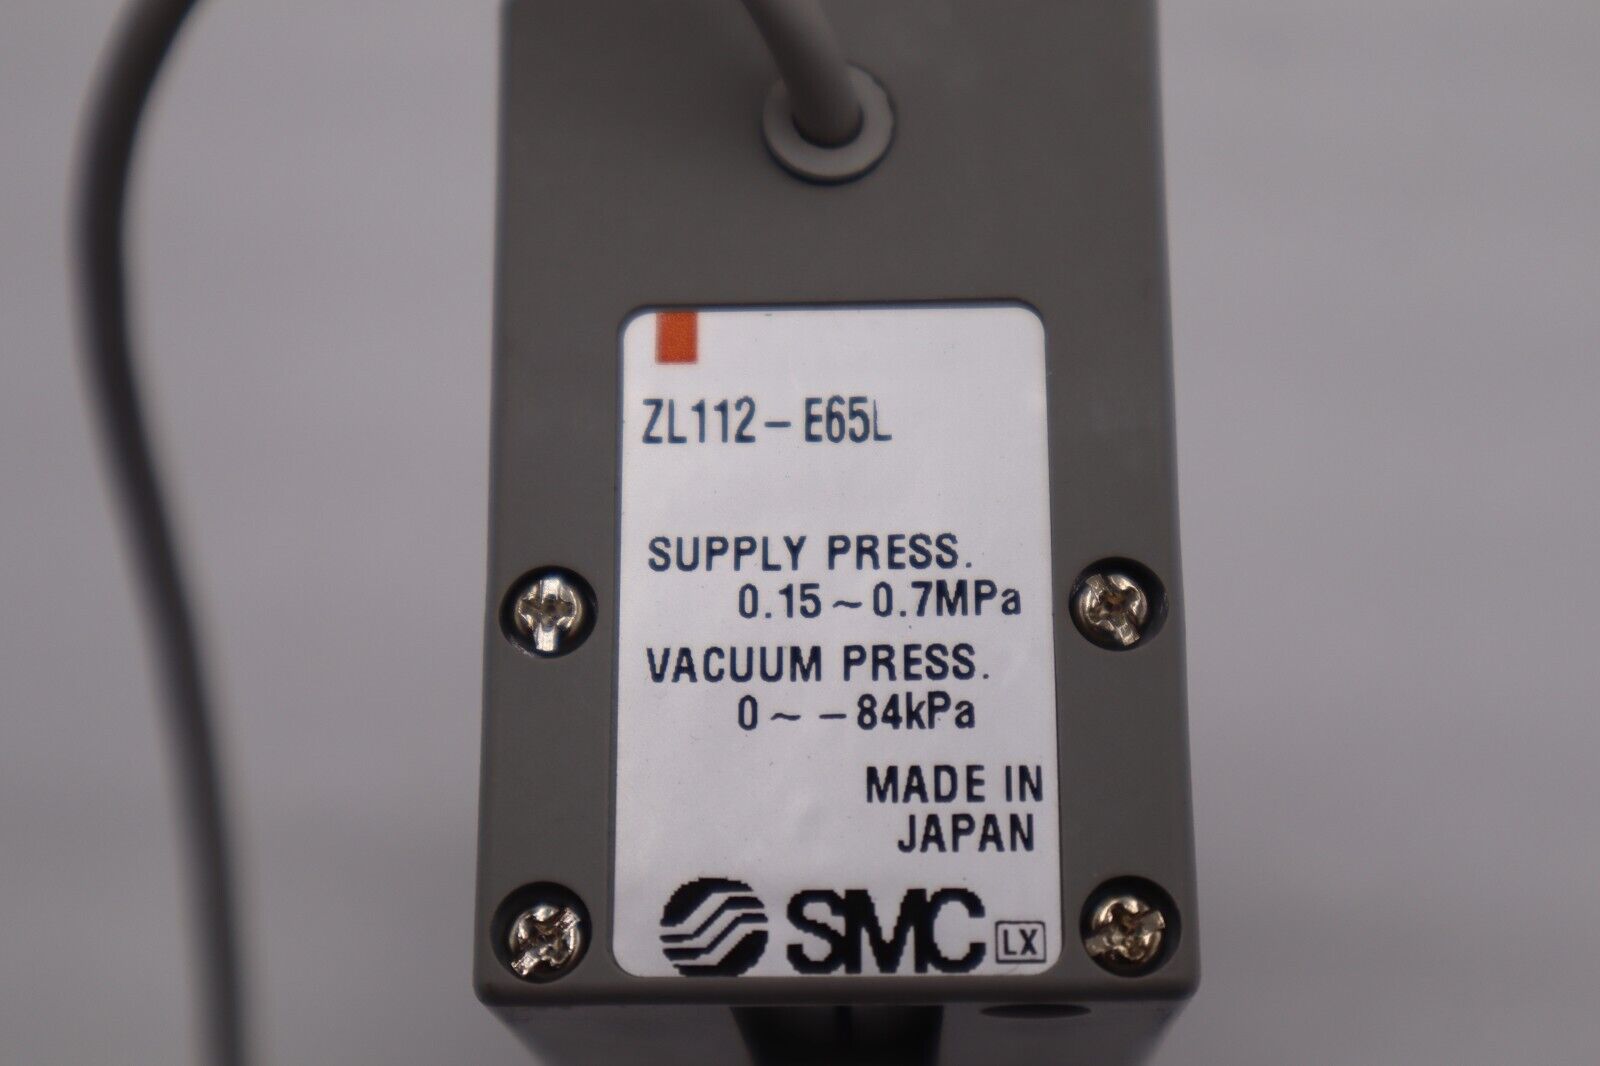 ZL112-E65L
SUPPLY PRESS.
0.15~0.7MPa
VACUUM PRESS.
0~-84kPa
MADE IN
JAPAN
SMC LX